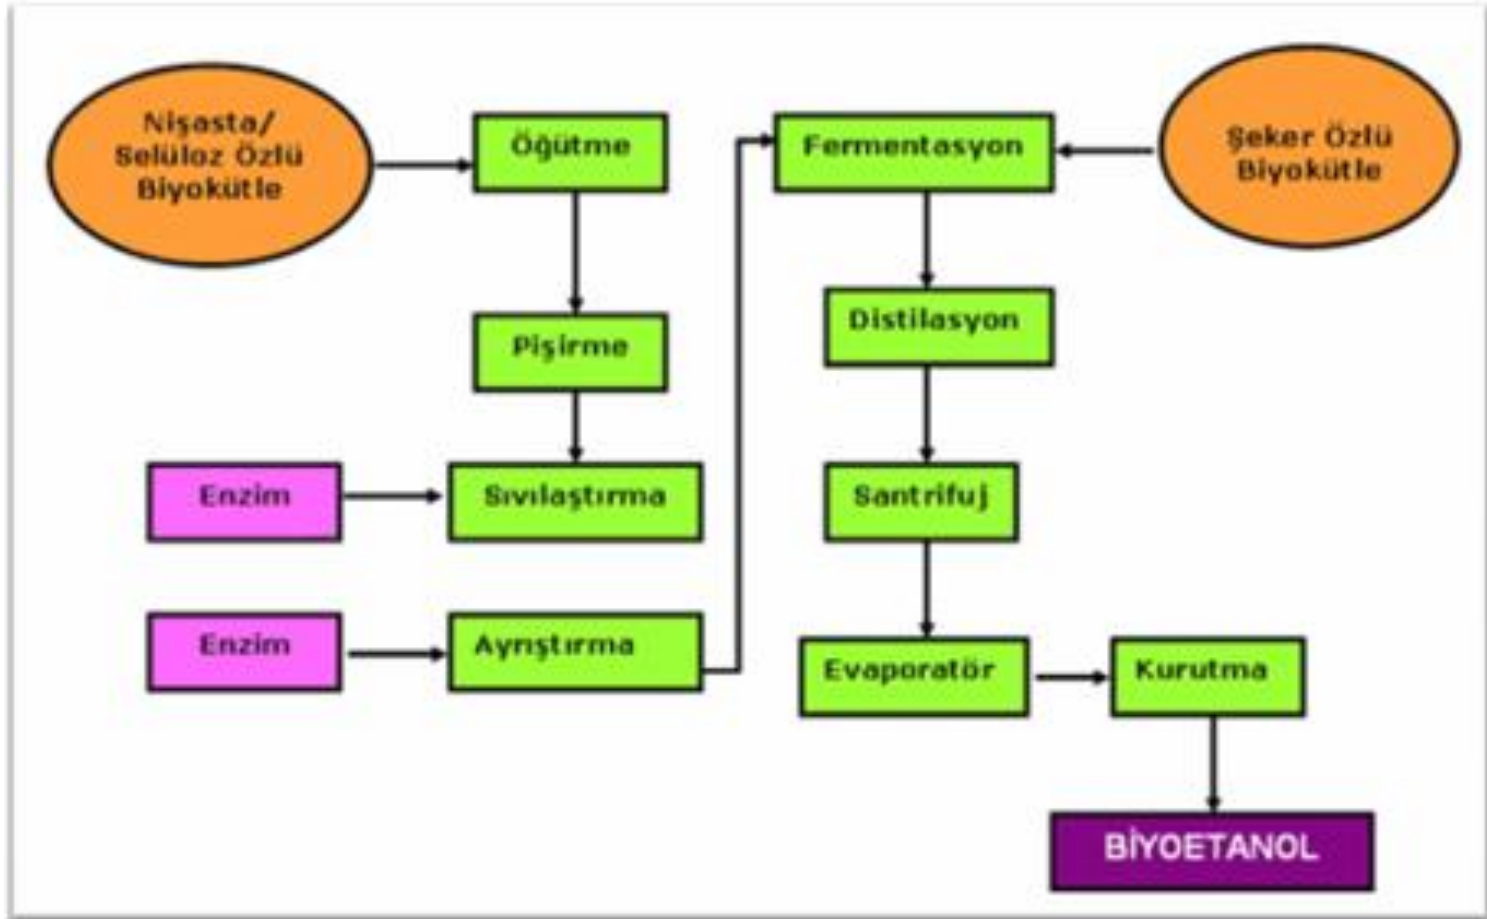 Nişasta/
Selüloz Özlü
Biyokütle
Öğütme
Pişirme
Enzim
Sıvılaştırma
Enzim
Ayrıştırma
Fermentasyon
Şeker Özlü
Biyokütle
Distilasyon
Santrifuj
Evaporatör
Kurutma
BİYOETANOL